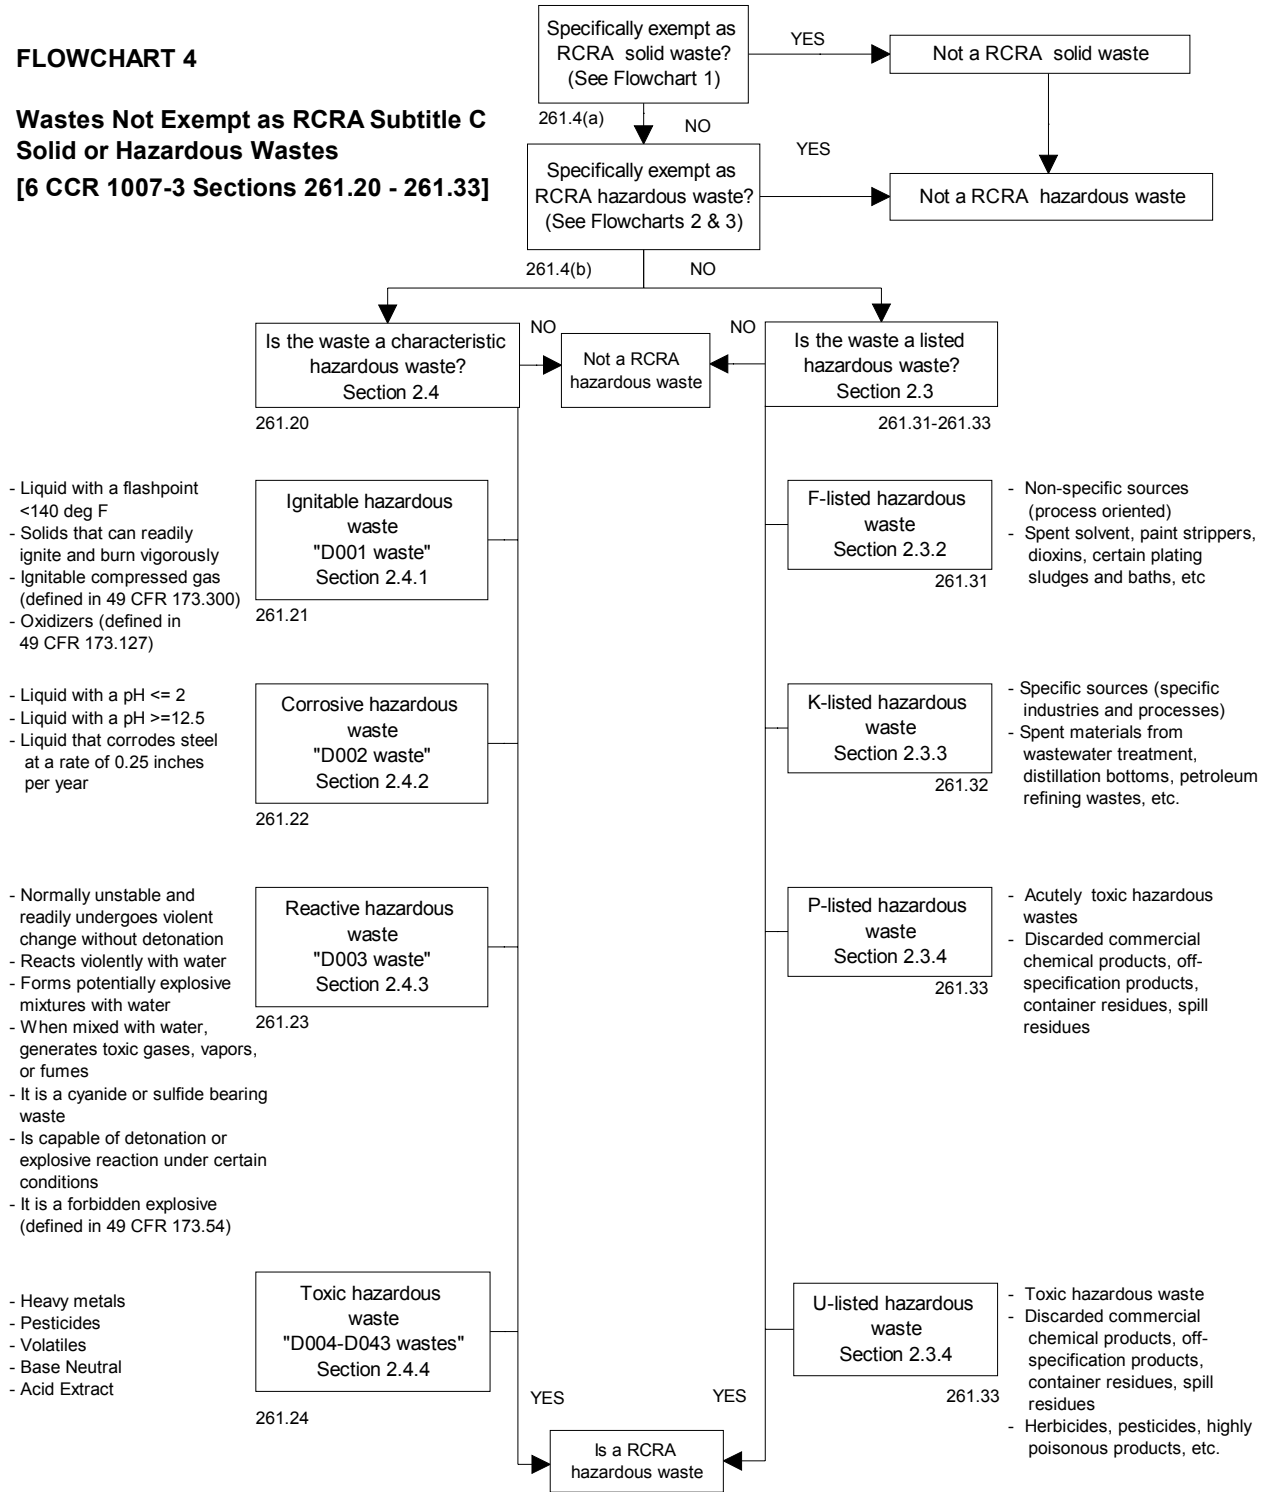 FLOWCHART 4
Wastes Not Exempt as RCRA Subtitle C
Solid or Hazardous Wastes
[6 CCR 1007-3 Sections 261.20 - 261.33]
Specifically exempt as
RCRA solid waste?
(See Flowchart 1)
YES
Not a RCRA solid waste
261.4(a)
NO
Specifically exempt as
RCRA hazardous waste?
(See Flowcharts 2 & 3)
YES
Not a RCRA hazardous waste
261.4(b)
NO
Is the waste a characteristic
hazardous waste?
Section 2.4
261.20
NO
Not a RCRA
hazardous waste
NO
Is the waste a listed
hazardous waste?
Section 2.3
261.31-261.33
- Liquid with a flashpoint
<140 deg F
- Solids that can readily
ignite and burn vigorously
- Ignitable compressed gas
(defined in 49 CFR 173.300)
- Oxidizers (defined in
49 CFR 173.127)
Ignitable hazardous
waste
"D001 waste"
Section 2.4.1
261.21
F-listed hazardous
waste
Section 2.3.2
261.31
- Non-specific sources
(process oriented)
- Spent solvent, paint strippers,
dioxins, certain plating
sludges and baths, etc
- Liquid with a pH <= 2
- Liquid with a pH >=12.5
- Liquid that corrodes steel
at a rate of 0.25 inches
per year
Corrosive hazardous
waste
"D002 waste"
Section 2.4.2
261.22
K-listed hazardous
waste
Section 2.3.3
261.32
- Specific sources (specific
industries and processes)
- Spent materials from
wastewater treatment,
distillation bottoms, petroleum
refining wastes, etc.
- Normally unstable and
readily undergoes violent
change without detonation
- Reacts violently with water
- Forms potentially explosive
mixtures with water
- When mixed with water,
generates toxic gases, vapors,
or fumes
- It is a cyanide or sulfide bearing
waste
- Is capable of detonation or
explosive reaction under certain
conditions
- It is a forbidden explosive
(defined in 49 CFR 173.54)
Reactive hazardous
waste
"D003 waste"
Section 2.4.3
261.23
P-listed hazardous
waste
Section 2.3.4
261.33
- Acutely toxic hazardous
wastes
- Discarded commercial
chemical products, off-
specification products,
container residues, spill
residues
- Heavy metals
- Pesticides
- Volatiles
- Base Neutral
- Acid Extract
Toxic hazardous
waste
"D004-D043 wastes"
Section 2.4.4
261.24
U-listed hazardous
waste
Section 2.3.4
261.33
- Toxic hazardous waste
- Discarded commercial
chemical products, off-
specification products,
container residues, spill
residues
- Herbicides, pesticides, highly
poisonous products, etc.
YES
YES
Is a RCRA
hazardous waste